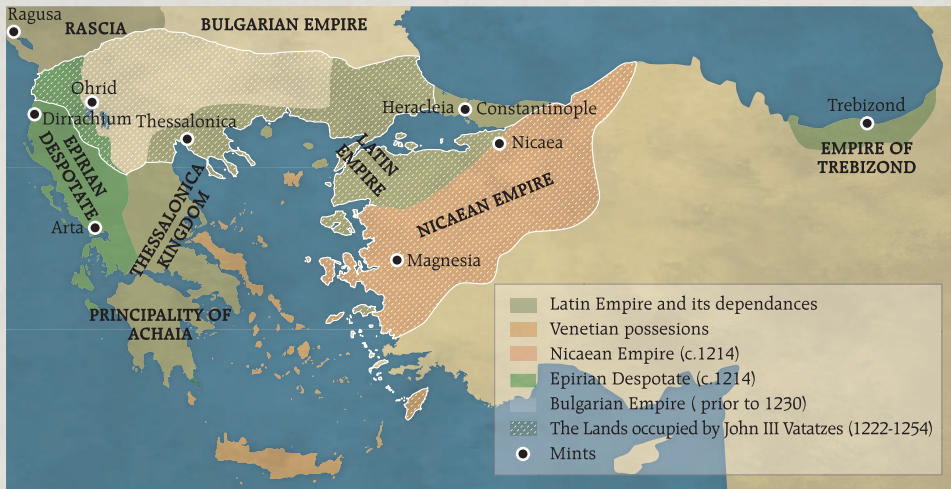 Ragusa
RASCIA
BULGARIAN EMPIRE
Ohrid
Dirrachium
Thessalonica
Heracleia
Constantinople
Trebizond
Nicaea
EMPIRE OF
TREBIZOND
LATIN
EMPIRE
EPIRIAN
DESPOTATE
NICAEAN EMPIRE
THESSALONICA
KINGDOM
Arta
Magnesia
PRINCIPALITY OF
ACHAIA
Latin Empire and its dependances
Venetian possesions
Nicaean Empire (c.1214)
Epirian Despotate (c.1214)
Bulgarian Empire ( prior to 1230)
The Lands occupied by John III Vatatzes (1222-1254)
Mints